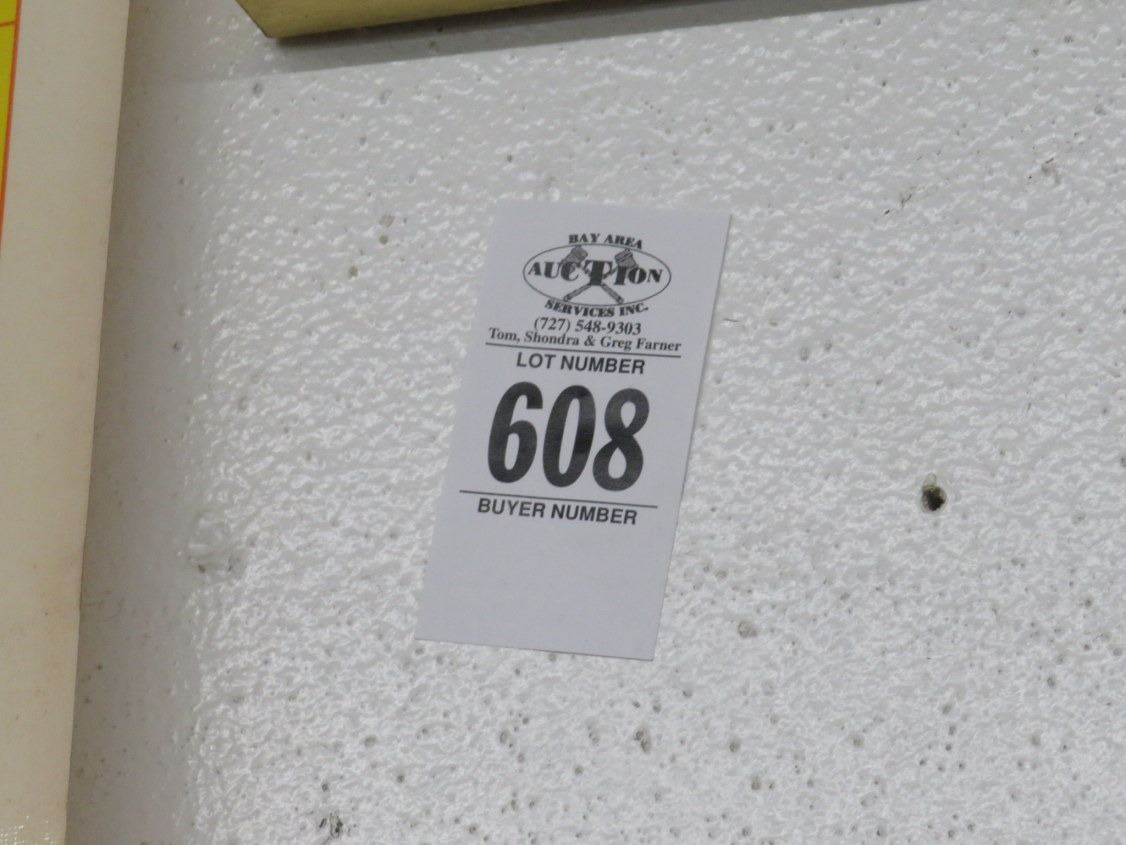 BAY AREA
AUCTION
SERVICES INC.
(727) 548-9303
Tom, Shondra & Greg Farner
LOT NUMBER
608
BUYER NUMBER